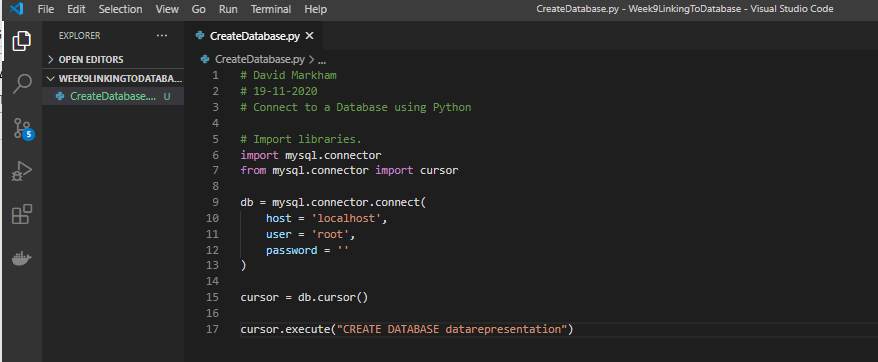 File Edit Selection View Go Run Terminal Help CreateDatabase.py - Week9LinkingToDatabase - Visual Studio Code
EXPLORER ...
CreateDatabase.py ×
OPEN EDITORS
WEEK9LINKINGTODATABA...
CreateDatabase.... U
5
CreateDatabase.py > ...
1 # David Markham
2 # 19-11-2020
3 # Connect to a Database using Python
4
5 # Import libraries.
6 import mysql.connector
7 from mysql.connector import cursor
8
9 db = mysql.connector.connect(
10 host = 'localhost',
11 user = 'root',
12 password = ''
13 )
14
15 cursor = db.cursor()
16
17 cursor.execute("CREATE DATABASE datarepresentation")